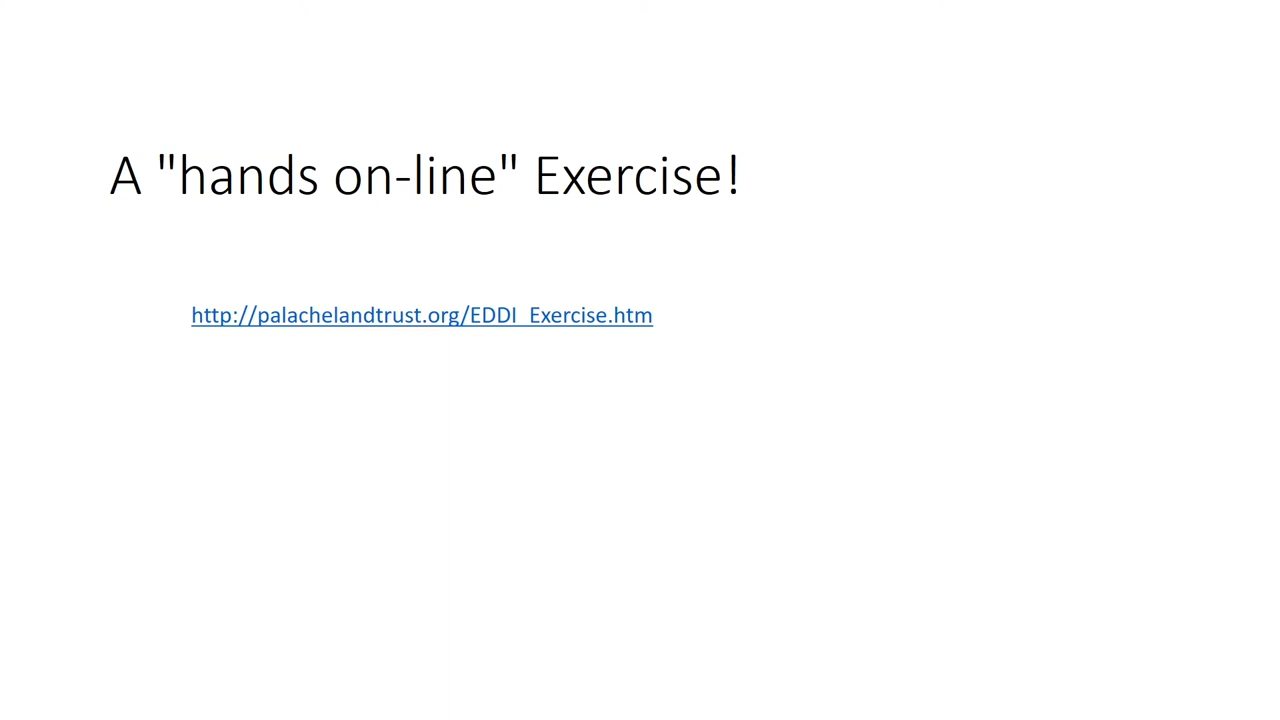 A "hands on-line" Exercise!
http://palachelandtrust.org/EDDI_Exercise.htm